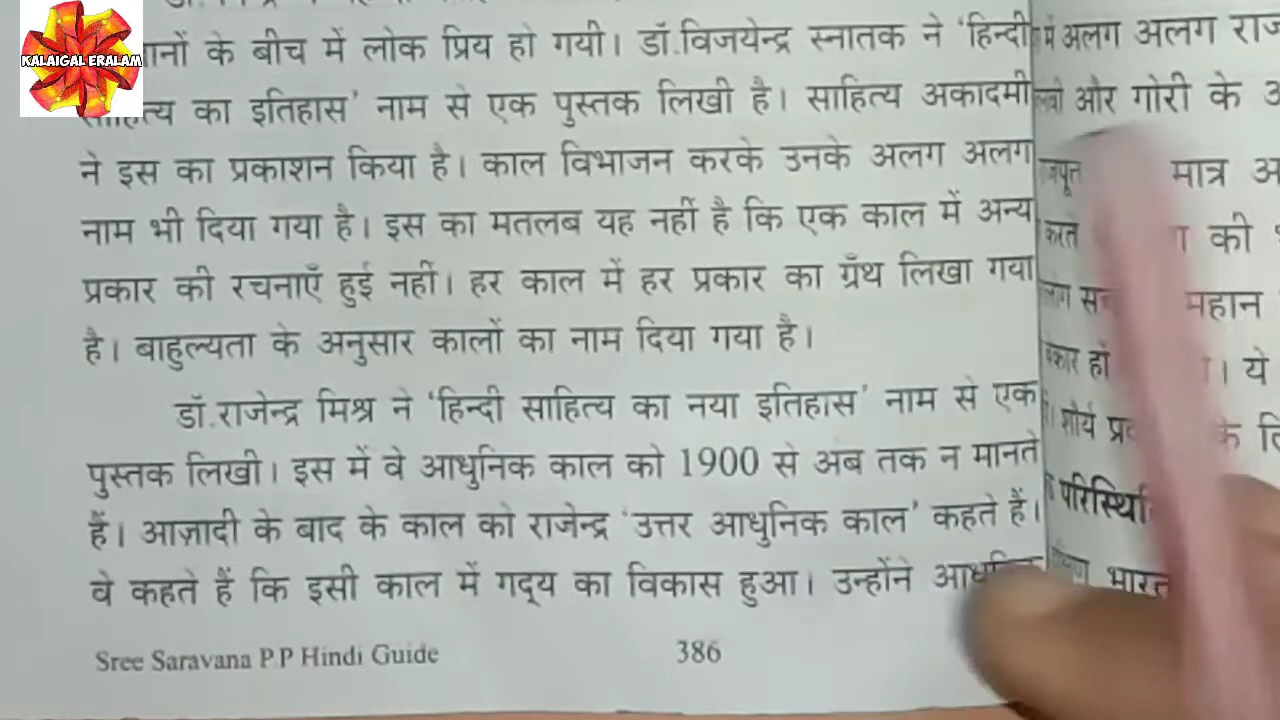 KALAIGAL ERALAM
के बीच में लोक प्रिय हो गयी। डॉ.विजयेन्द्र स्नातक ने ‘हिन्दी
का इतिहास’ नाम से एक पुस्तक लिखी है। साहित्य अकादमी
ने इस का प्रकाशन किया है। काल विभाजन करके उनके अलग अलग
नाम भी दिया गया है। इस का मतलब यह नहीं है कि एक काल में अन्य
प्रकार की रचनाएँ हुई नहीं। हर काल में हर प्रकार का ग्रँथ लिखा गया
है। बाहुल्यता के अनुसार कालों का नाम दिया गया है।
डॉ.राजेन्द्र मिश्र ने ‘हिन्दी साहित्य का नया इतिहास’ नाम से एक
पुस्तक लिखी। इस में वे आधुनिक काल को 1900 से अब तक न मानते
हैं। आज़ादी के बाद के काल को राजेन्द्र ‘उत्तर आधुनिक काल’ कहते हैं।
वे कहते हैं कि इसी काल में गद्य का विकास हुआ। उन्होंने
Sree Saravana P P Hindi Guide 386
अलग अलग
और गोरी के
मात्र
की
महान
। ये
शौर्य
भारत